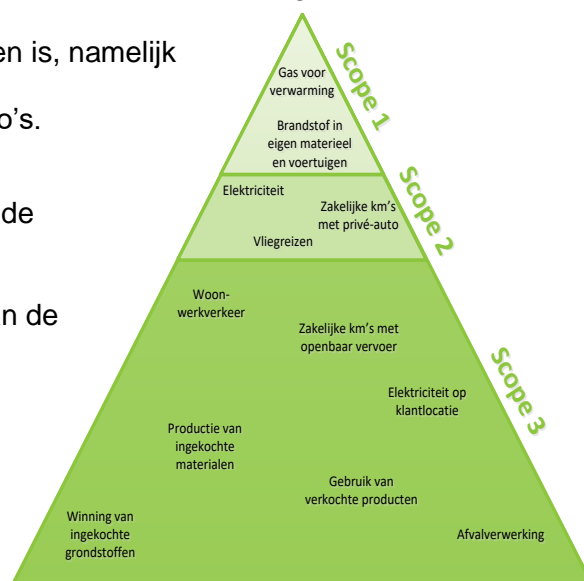 en is, namelijk
o's.
de
n de
Gas voor
verwarming
Brandstof in
eigen materieel
en voertuigen
Scope 1
Elektriciteit
Zakelijke km's
met privé-auto
Vliegreizen
Scope 2
Woon-
werkverkeer
Zakelijke km's met
openbaar vervoer
Elektriciteit op
klantlocatie
Productie van
ingekochte
materialen
Gebruik van
verkochte producten
Winning van
ingekochte
grondstoffen
Afvalverwerking
Scope 3